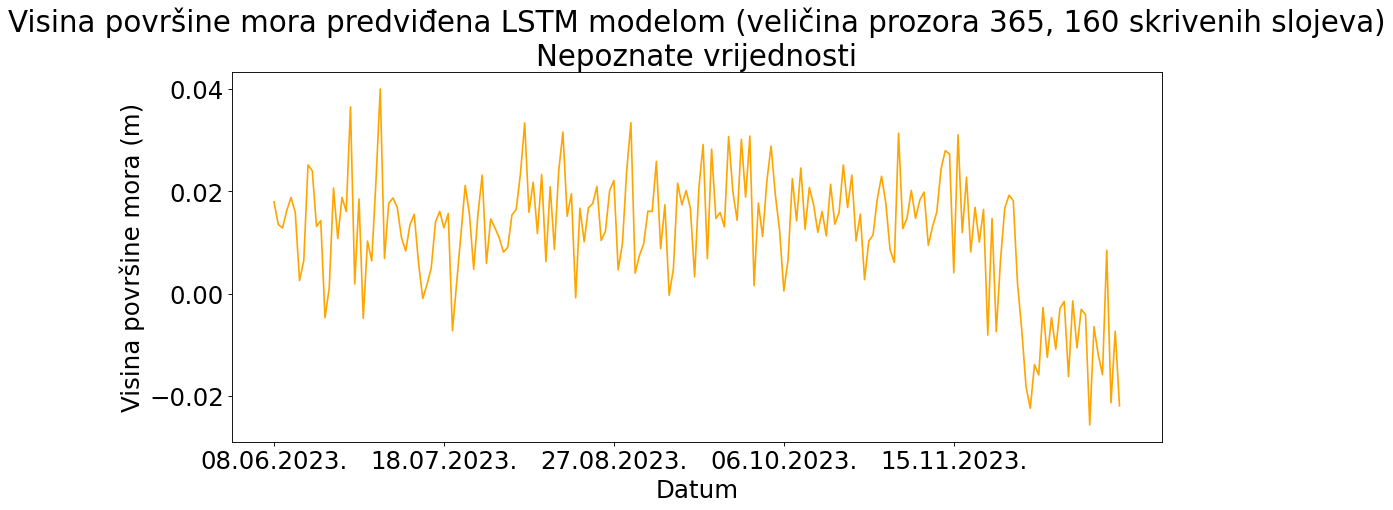 Visina površine mora predviđena LSTM modelom (veličina prozora 365, 160 skrivenih slojeva)
Nepoznate vrijednosti
Visina površine mora (m)
0.04
0.02
0.00
−0.02
08.06.2023. 18.07.2023. 27.08.2023. 06.10.2023. 15.11.2023.
Datum